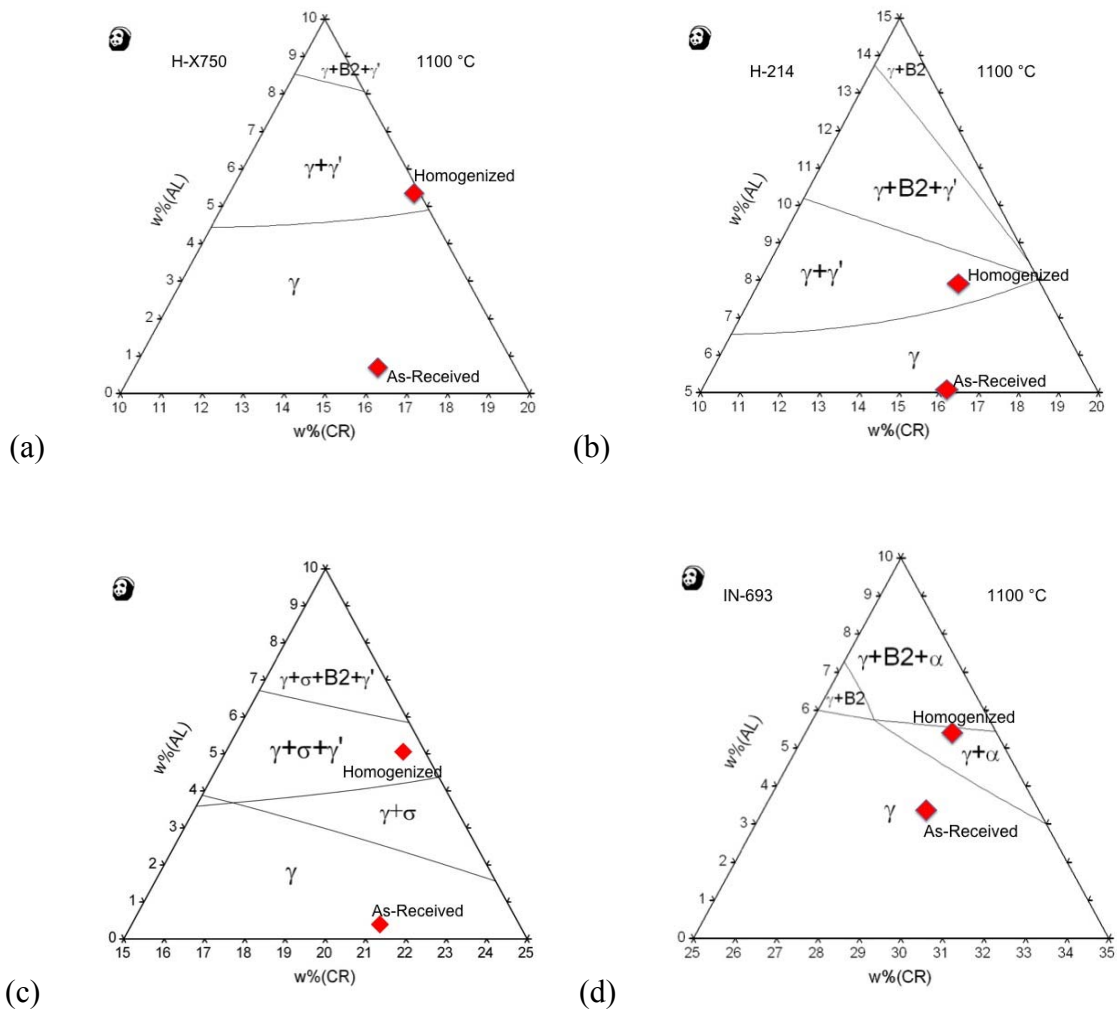 H-X750
1100 °C
10
9
8
7
6
5
4
3
2
1
0
w%(AL)
γ+B2+γ'
γ+γ'
Homogenized
γ
As-Received
10 11 12 13 14 15 16 17 18 19 20
w%(CR)
(a)
H-214
1100 °C
15
14
13
12
11
10
9
8
7
6
5
w%(AL)
γ+B2
γ+B2+γ'
γ+γ'
Homogenized
γ
As-Received
10 11 12 13 14 15 16 17 18 19 20
w%(CR)
(b)
10
9
8
7
6
5
4
3
2
1
0
w%(AL)
γ+σ+B2+γ'
γ+σ+γ'
Homogenized
γ+σ
γ
As-Received
15 16 17 18 19 20 21 22 23 24 25
w%(CR)
(c)
IN-693
1100 °C
10
9
8
7
6
5
4
3
2
1
0
w%(AL)
γ+B2+α
γ+B2
Homogenized
γ+α
γ
As-Received
25 26 27 28 29 30 31 32 33 34 35
w%(CR)
(d)